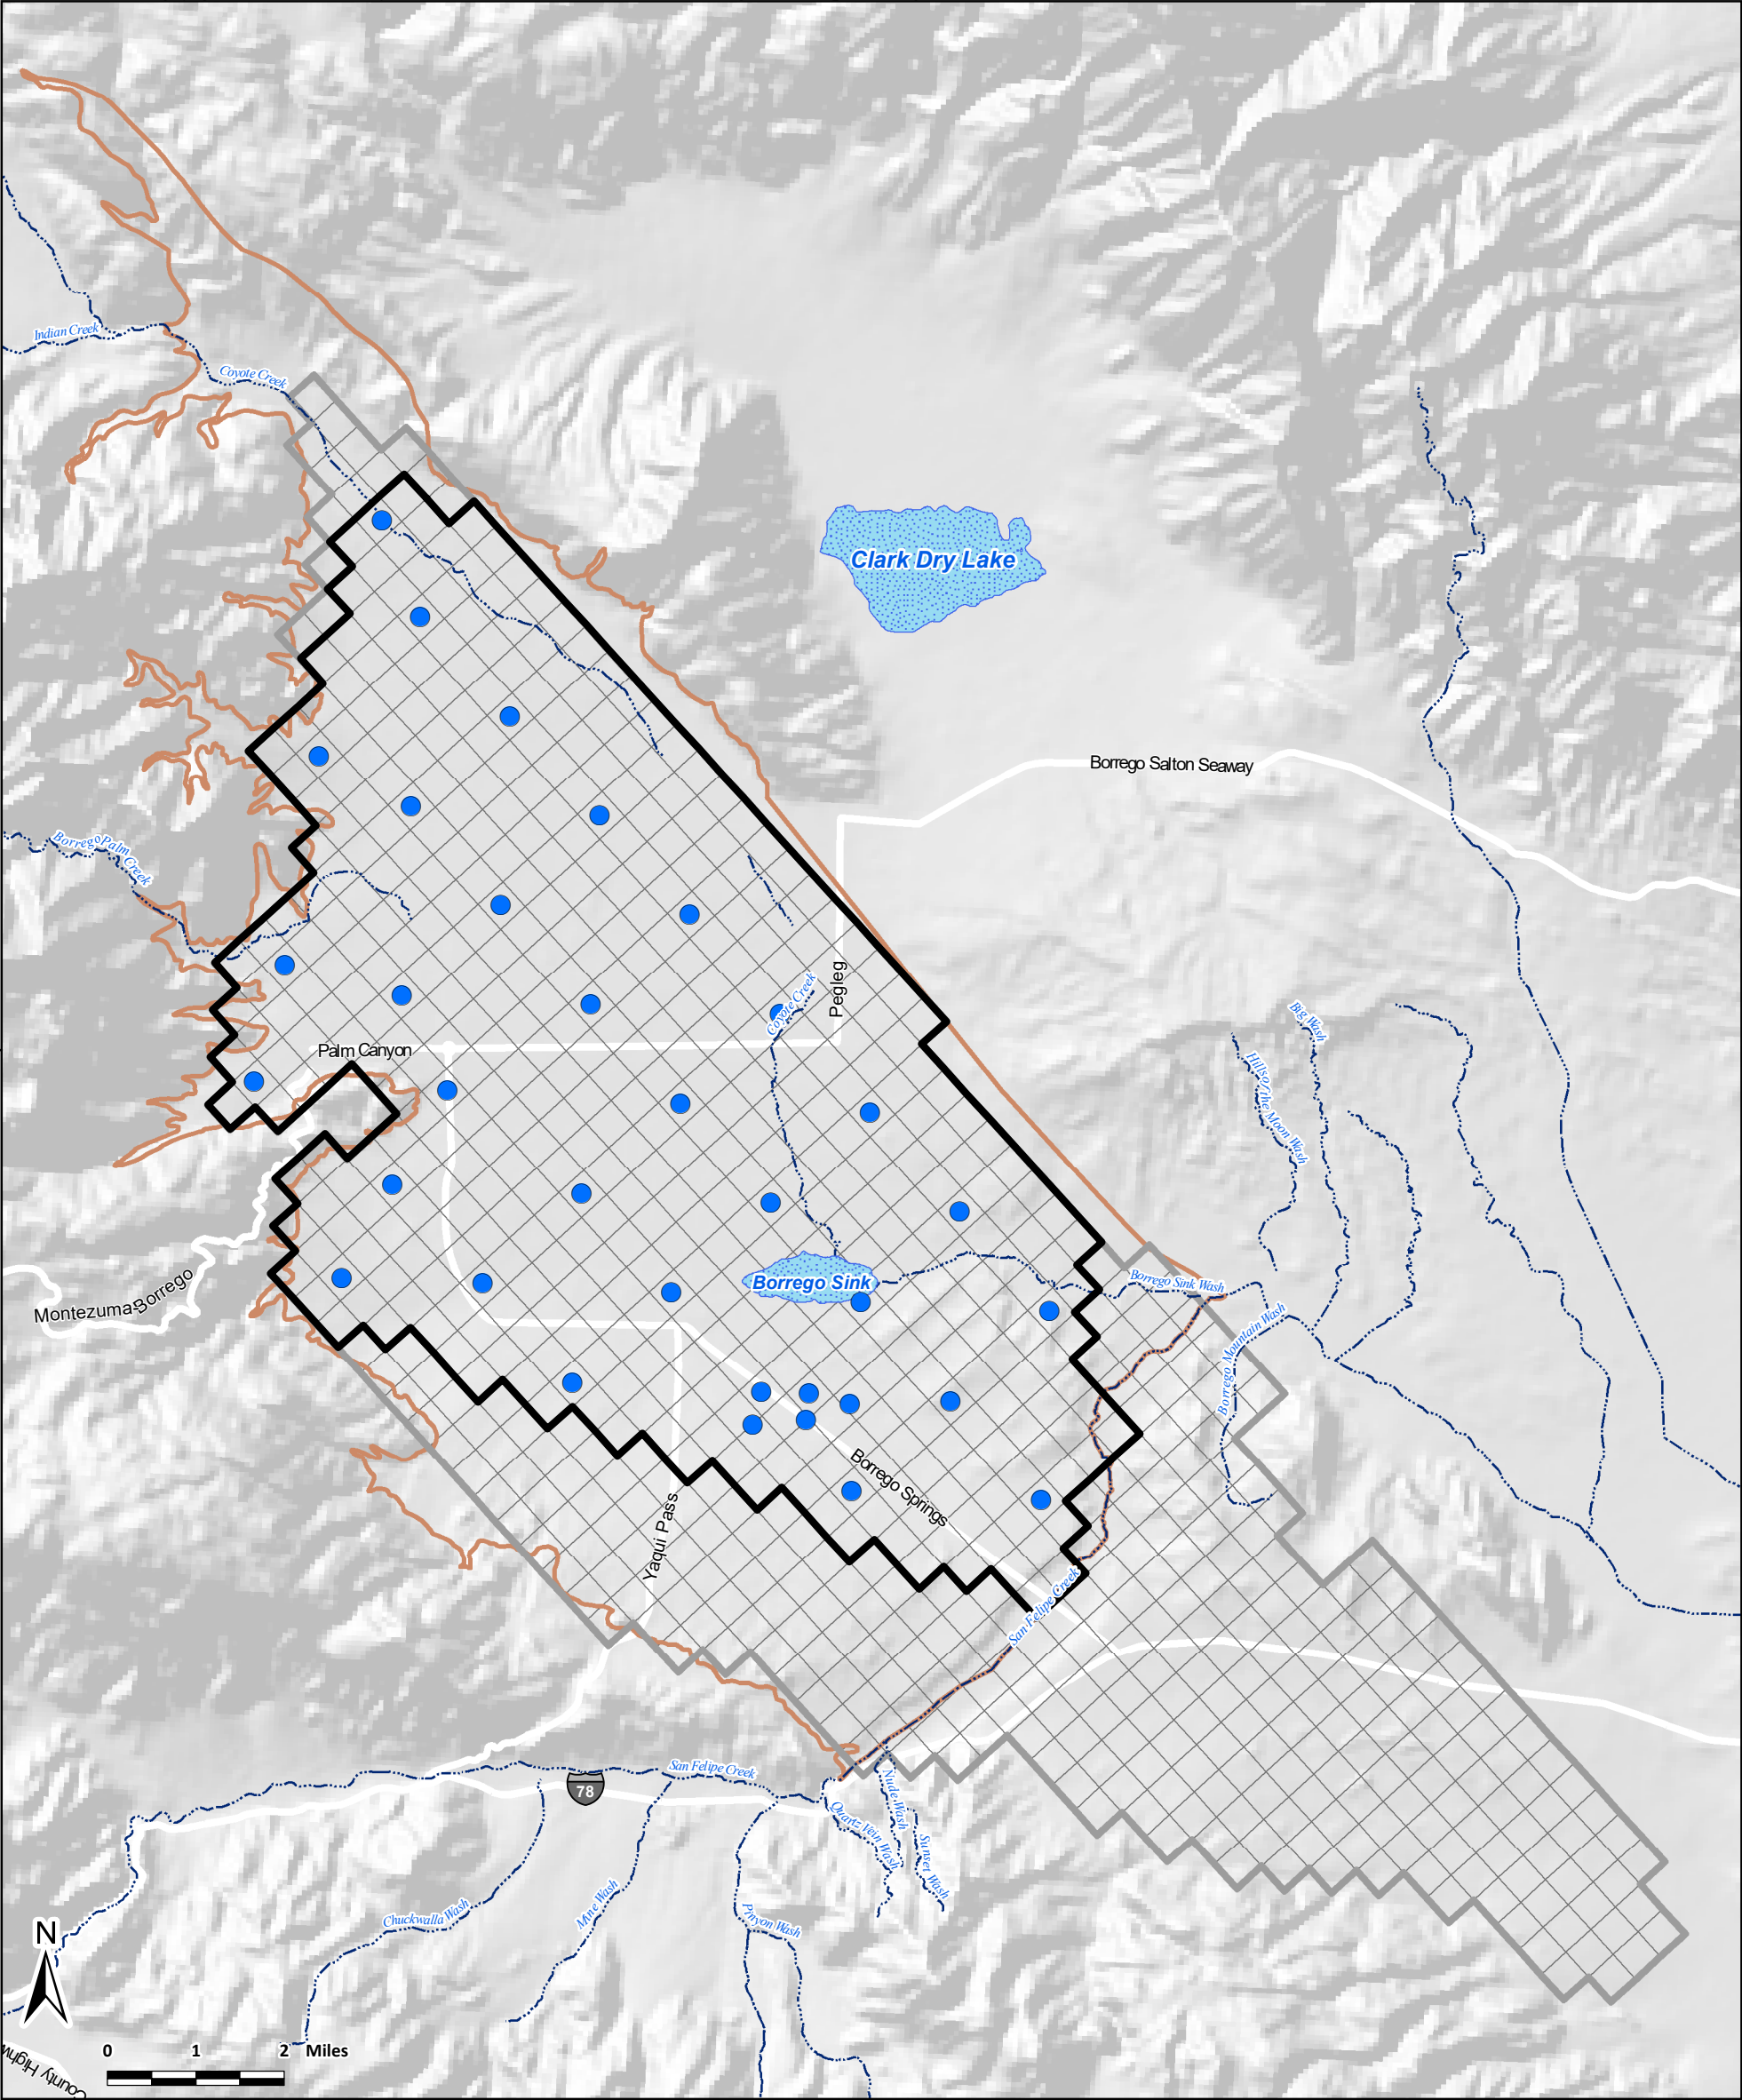 Indian Creek
Coyote Creek
Clark Dry Lake
Borrego Salton Seaway
Borrego Palm Creek
Pegleg
Coyote Creek
Big Wash
Hills of the Moon Wash
Palm Canyon
Montezuma-Borrego
Borrego Sink
Borrego Sink Wash
Borrego Mountain Wash
Borrego Springs
Yaqui Pass
San Felipe Creek
San Felipe Creek
78
Nude Wash
Quartz Vein Wash
Sunset Wash
Chuckwalla Wash
Mine Wash
Pinyon Wash
N
0 1 2 Miles
County Highw